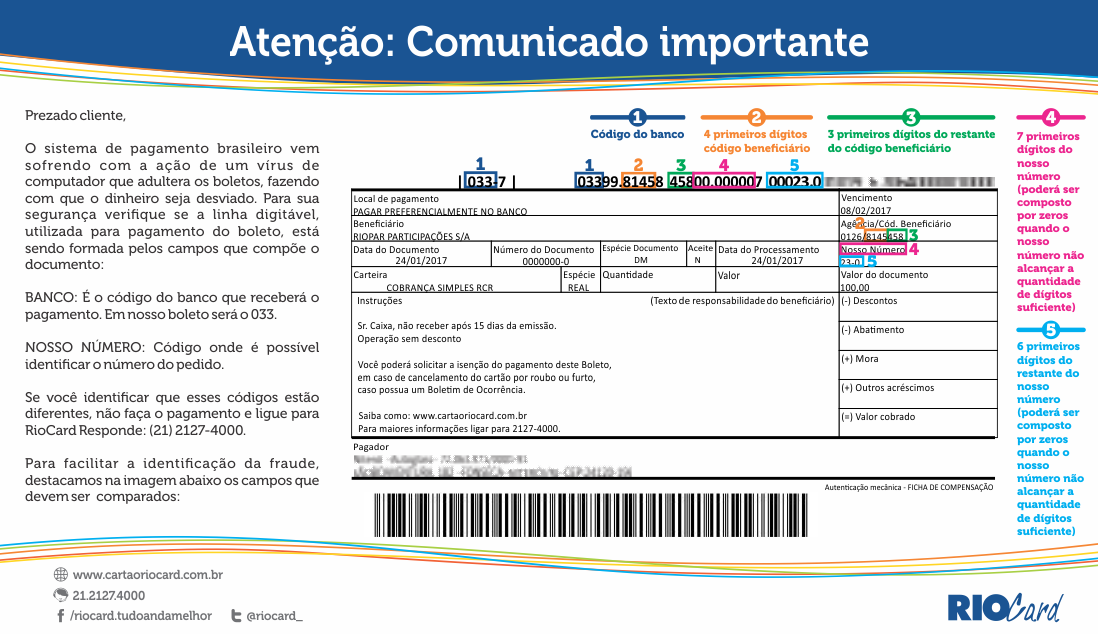 Atenção: Comunicado importante
Prezado cliente,
O sistema de pagamento brasileiro vem
sofrendo com a ação de um vírus de
computador que adultera os boletos, fazendo
com que o dinheiro seja desviado. Para sua
segurança verifique se a linha digitável,
utilizada para pagamento do boleto, está
sendo formada pelos campos que compõe o
documento:
BANCO: É o código do banco que receberá o
pagamento. Em nosso boleto será o 033.
NOSSO NÚMERO: Código onde é possível
identificar o número do pedido.
Se você identificar que esses códigos estão
diferentes, não faça o pagamento e ligue para
RioCard Responde: (21) 2127-4000.
Para facilitar a identificação da fraude,
destacamos na imagem abaixo os campos que
devem ser comparados:
1
Código do banco
2
4 primeiros dígitos
código beneficiário
3
3 primeiros dígitos do restante
do código beneficiário
4
7 primeiros
dígitos do
nosso
número
(poderá ser
composto
por zeros
quando o
nosso
número não
alcançar a
quantidade
de dígitos
suficiente)
5
6 primeiros
dígitos do
restante do
nosso
número
(poderá ser
composto
por zeros
quando o
nosso
número não
alcançar a
quantidade
de dígitos
suficiente)
1 1 2 3 4 5
| 033-7 | 03399.81458 45800.000007 00023.0
Local de pagamento
PAGAR PREFERENCIALMENTE NO BANCO
Vencimento
08/02/2017
Beneficiário
RIOPAR PARTICIPAÇÕES S/A
Agência/Cód. Beneficiário
2
0126/8145458 3
Data do Documento
24/01/2017
Número do Documento
0000000-0
Espécie Documento
DM
Aceite
N
Data do Processamento
24/01/2017
Nosso Número 4
23-0 5
Carteira
COBRANÇA SIMPLES RCR
Espécie
REAL
Quantidade
Valor
Valor do documento
100,00
Instruções (Texto de responsabilidade do beneficiário)
Sr. Caixa, não receber após 15 dias da emissão.
Operação sem desconto
Você poderá solicitar a isenção do pagamento deste Boleto,
em caso de cancelamento do cartão por roubo ou furto,
caso possua um Boletim de Ocorrência.
Saiba como: www.cartaoriocard.com.br
Para maiores informações ligar para 2127-4000.
(-) Descontos
(-) Abatimento
(+) Mora
(+) Outros acréscimos
(=) Valor cobrado
Pagador
Autenticação mecânica - FICHA DE COMPENSAÇÃO
www.cartaoriocard.com.br
21.2127.4000
/riocard.tudoandamelhor @riocard_
RIOCard